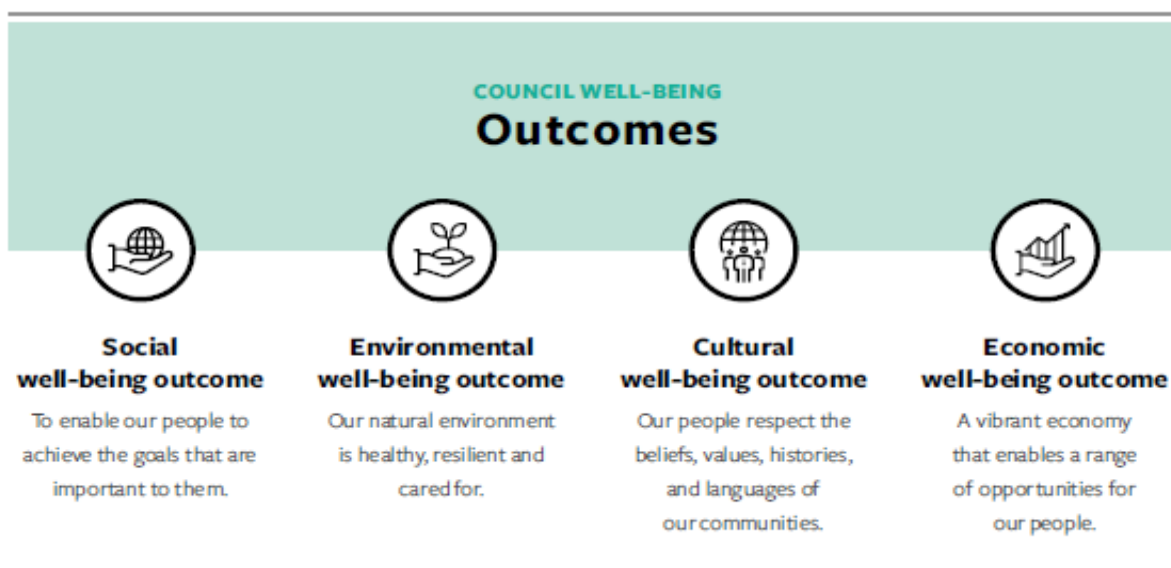 COUNCIL WELL-BEING
Outcomes
Social
well-being outcome
To enable our people to
achieve the goals that are
important to them.
Environmental
well-being outcome
Our natural environment
is healthy, resilient and
cared for.
Cultural
well-being outcome
Our people respect the
beliefs, values, histories,
and languages of
our communities.
Economic
well-being outcome
A vibrant economy
that enables a range
of opportunities for
our people.